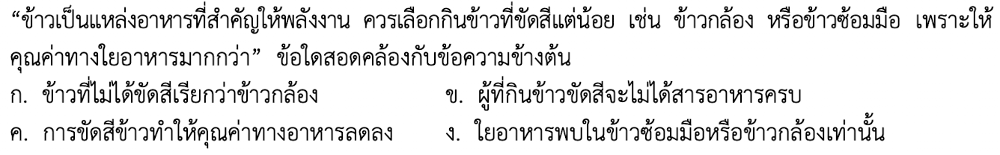 “ข้าวเป็นแหล่งอาหารที่สำคัญให้พลังงาน ควรเลือกกินข้าวที่ขัดสีแต่น้อย เช่น ข้าวกล้อง หรือข้าวซ้อมมือ เพราะให้
คุณค่าทางใยอาหารมากกว่า” ข้อใดสอดคล้องกับข้อความข้างต้น
ก. ข้าวที่ไม่ได้ขัดสีเรียกว่าข้าวกล้อง ข. ผู้ที่กินข้าวขัดสีจะไม่ได้สารอาหารครบ
ค. การขัดสีข้าวทำให้คุณค่าทางอาหารลดลง ง. ใยอาหารพบในข้าวซ้อมมือหรือข้าวกล้องเท่านั้น